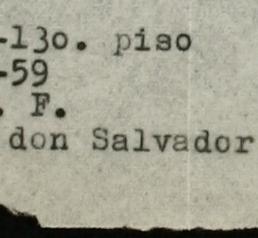 -13o. piso
-59
. F.
don Salvador